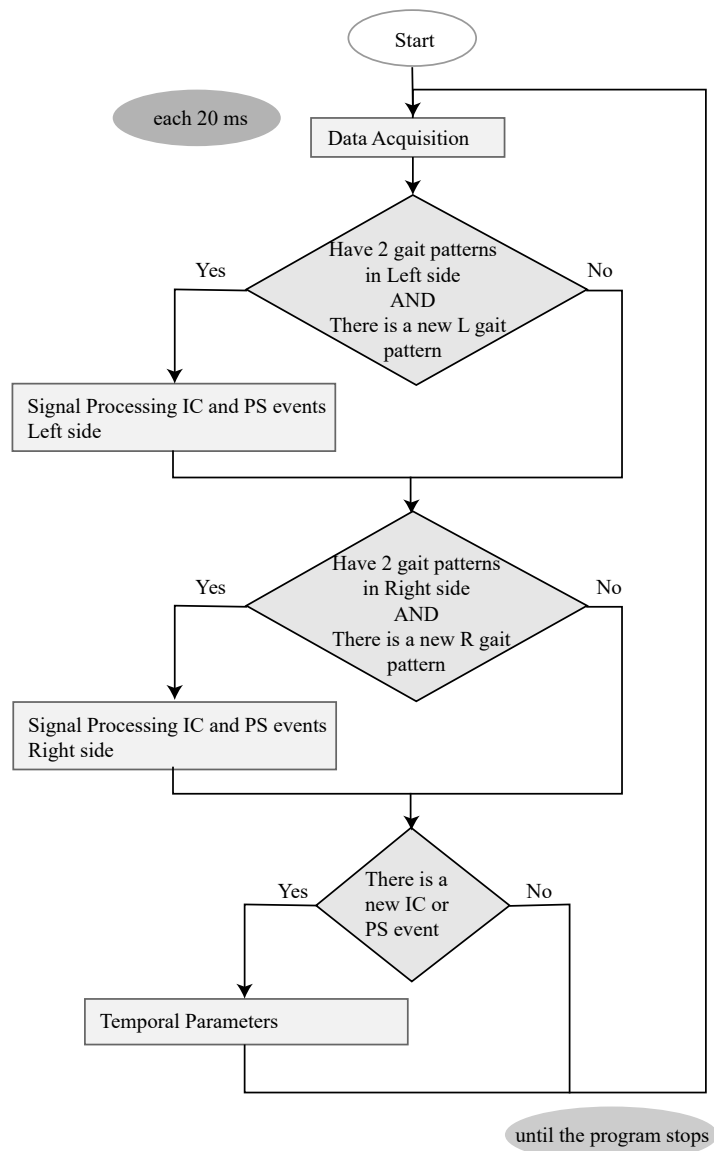 Start
each 20 ms
Data Acquisition
Have 2 gait patterns
in Left side
AND
There is a new L gait
pattern
Yes
No
Signal Processing IC and PS events
Left side
Have 2 gait patterns
in Right side
AND
There is a new R gait
pattern
Yes
No
Signal Processing IC and PS events
Right side
There is a
new IC or
PS event
Yes
No
Temporal Parameters
until the program stops